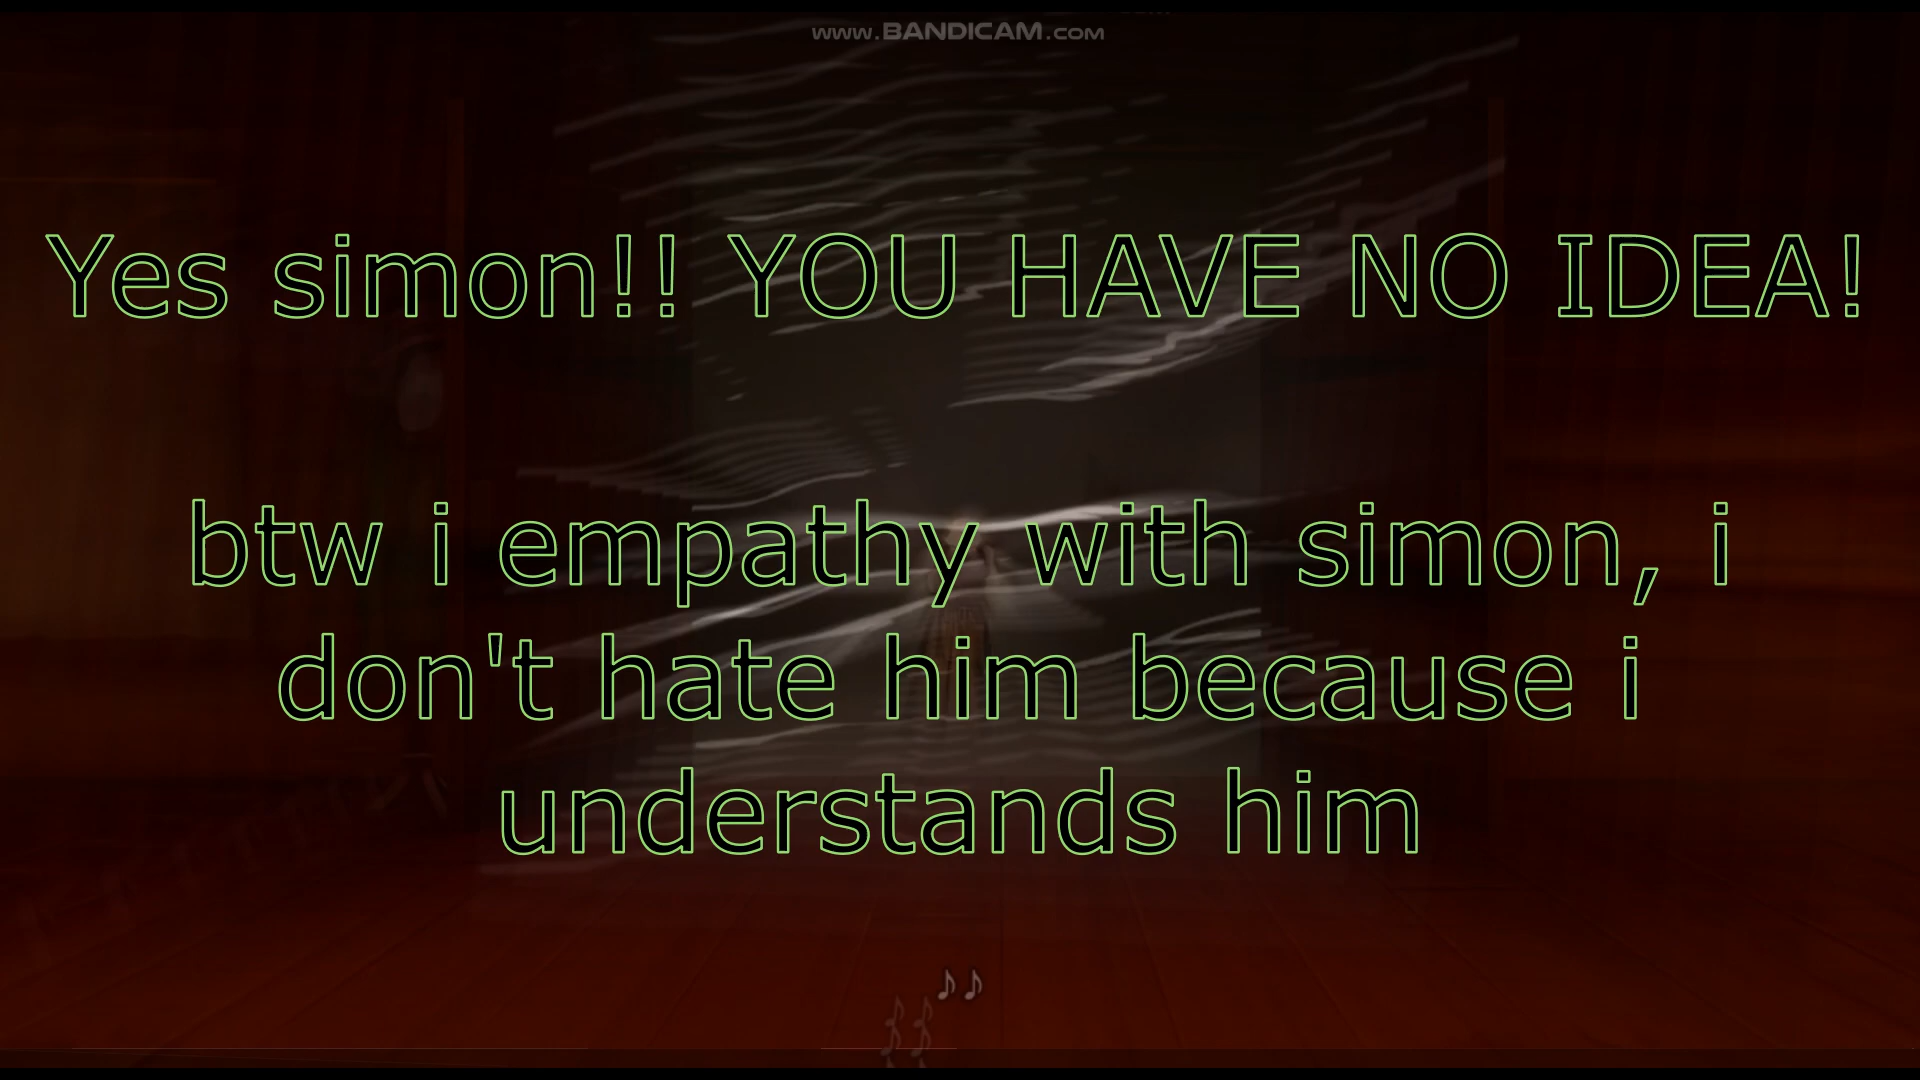 www.BANDICAM.com
Yes simon!! YOU HAVE NO IDEA!
btw i empathy with simon, i
don't hate him because i
understands him
♪♪